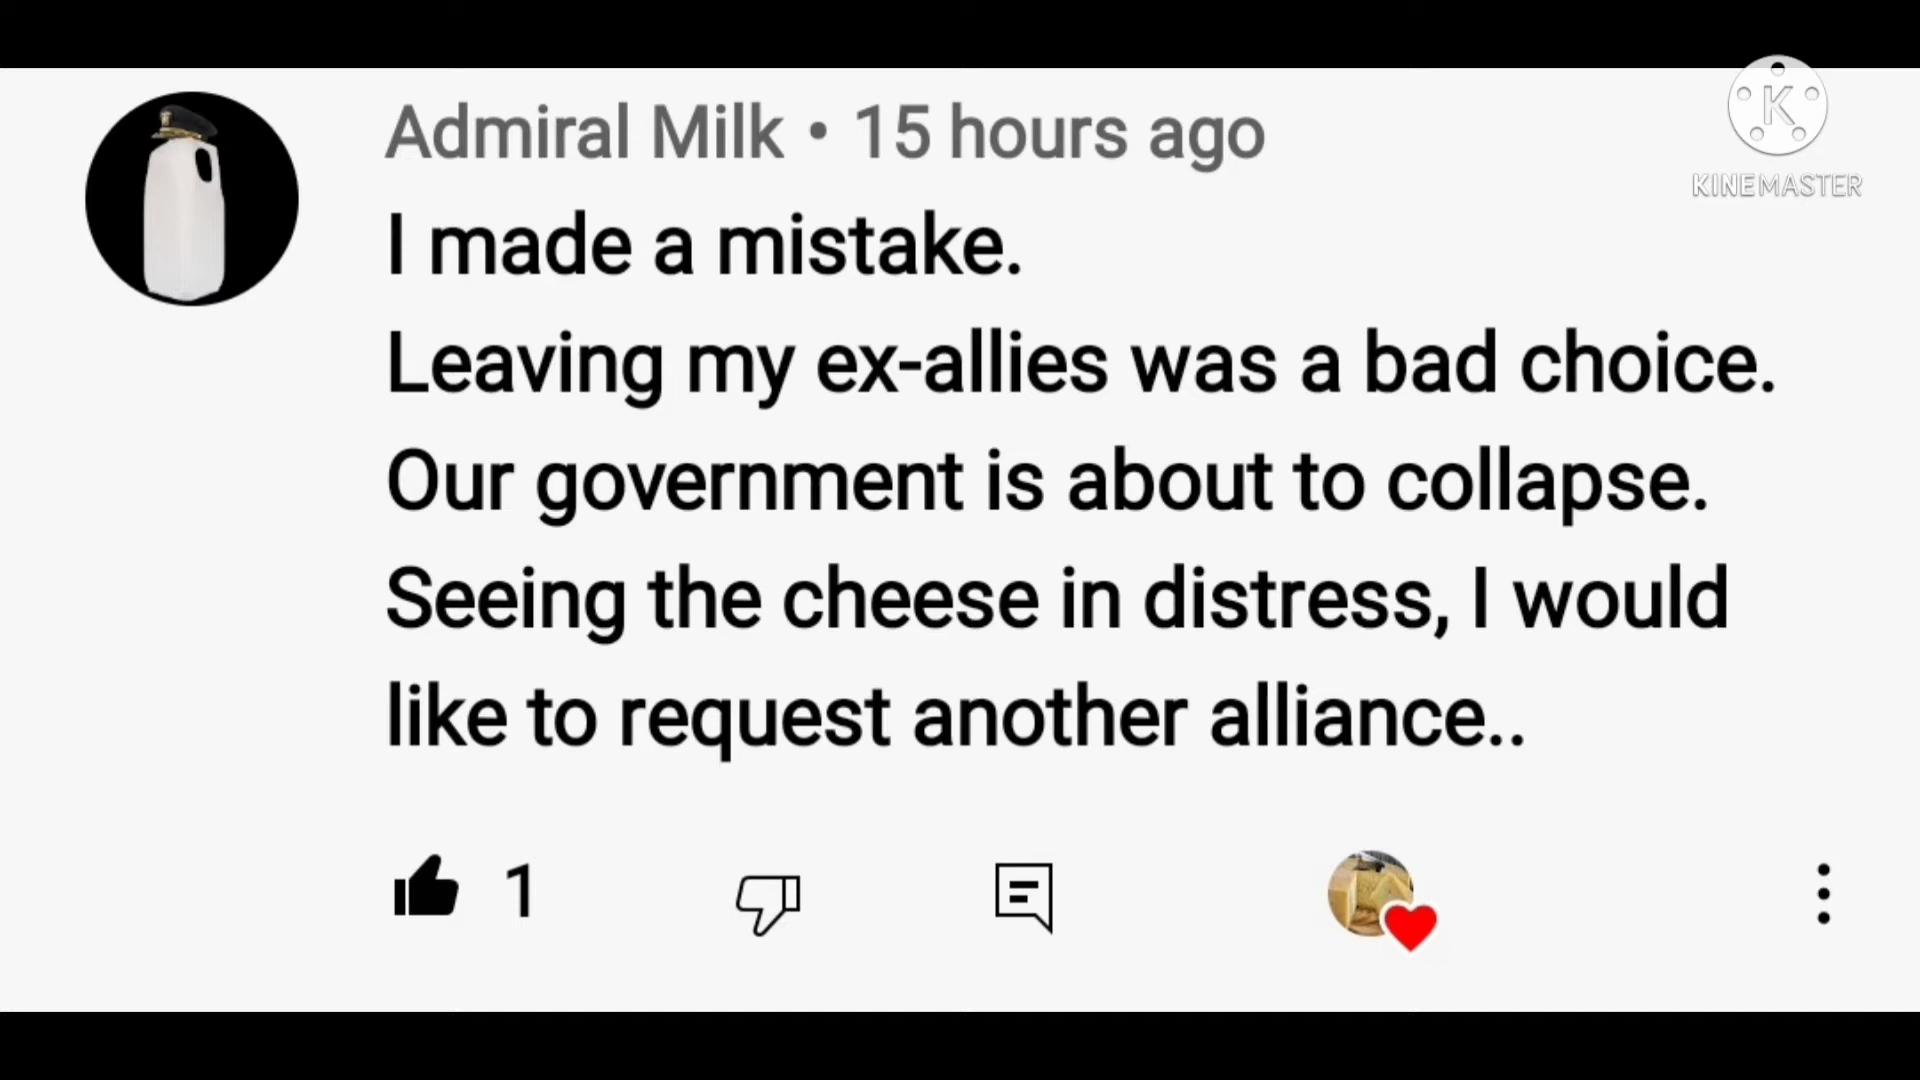 Admiral Milk • 15 hours ago
K
KINEMASTER
I made a mistake.
Leaving my ex-allies was a bad choice.
Our government is about to collapse.
Seeing the cheese in distress, I would
like to request another alliance..
1